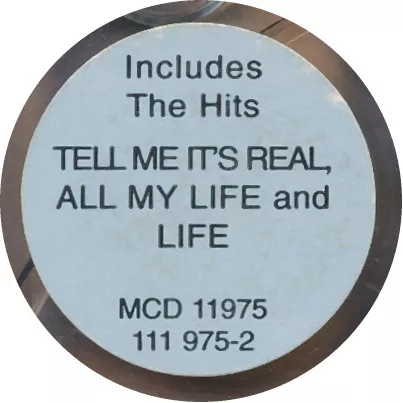 Includes
The Hits
TELL ME IT'S REAL,
ALL MY LIFE and
LIFE
MCD 11975
111 975-2